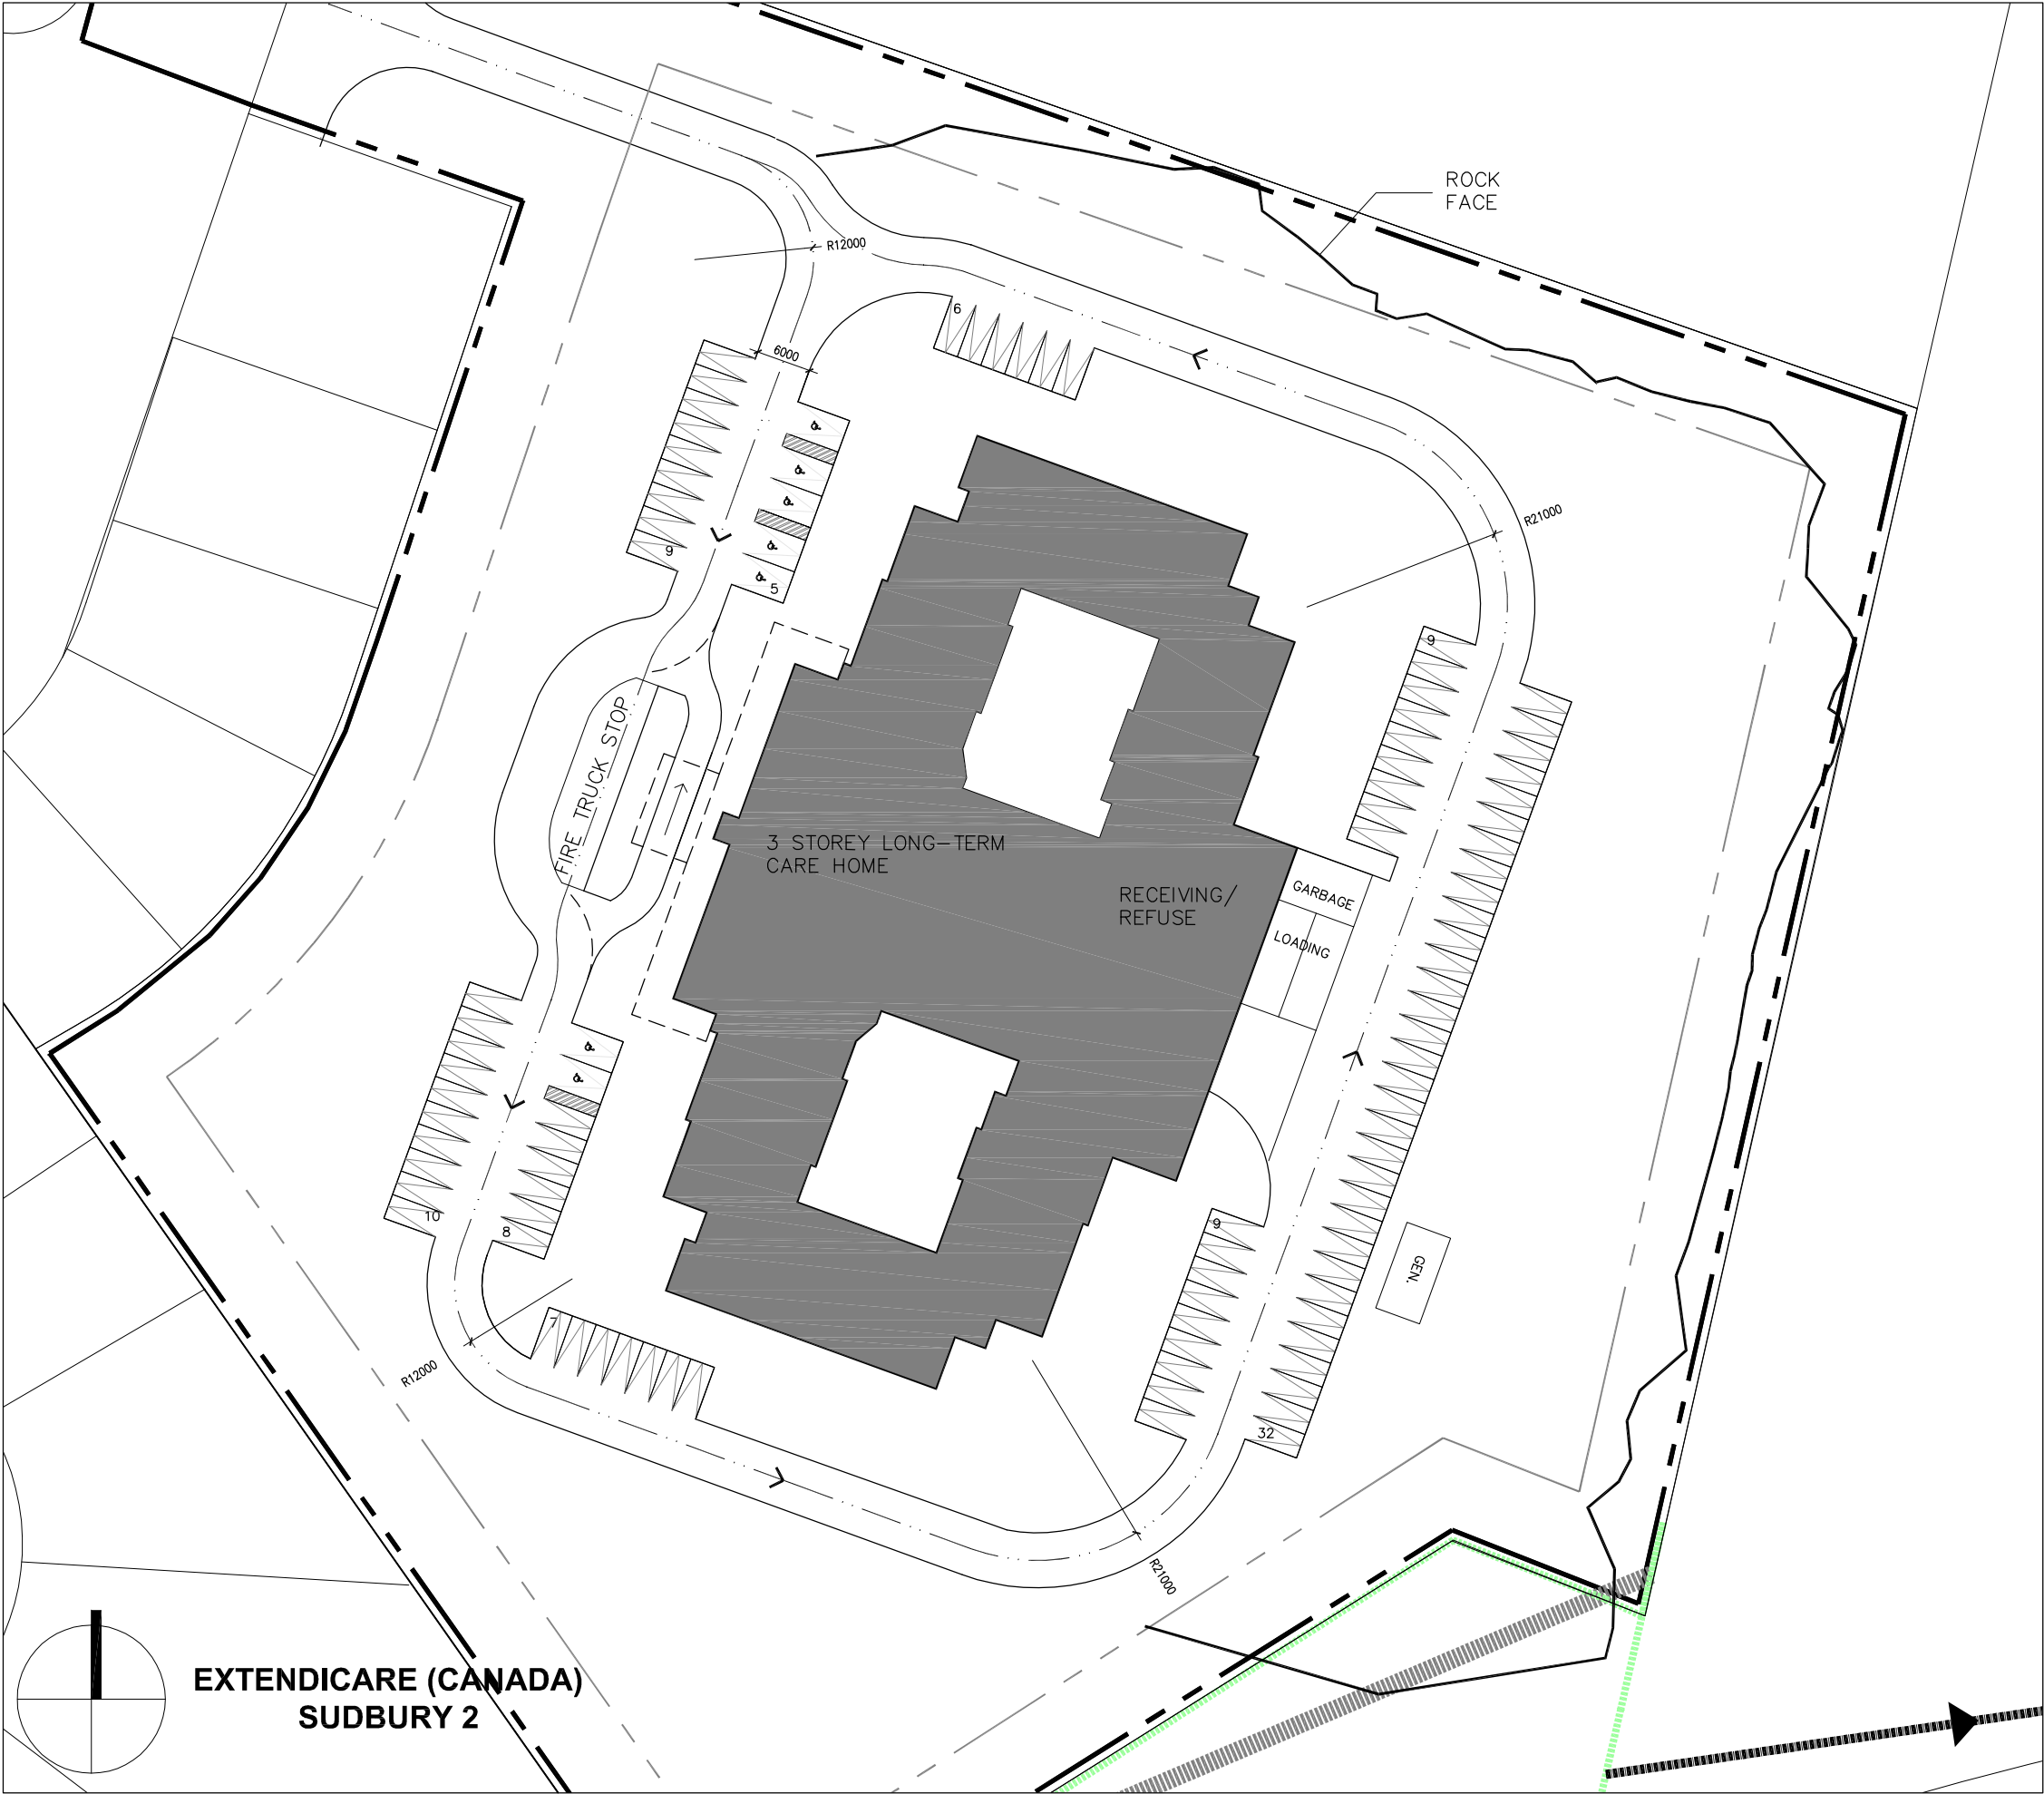 ROCK
FACE
R12000
6
6000
R21000
9
5
9
FIRE TRUCK STOP
3 STOREY LONG-TERM
CARE HOME
RECEIVING/
REFUSE
GARBAGE
LOADING
10
8
9
GEN.
7
R12000
32
R21000
EXTENDICARE (CANADA)
SUDBURY 2